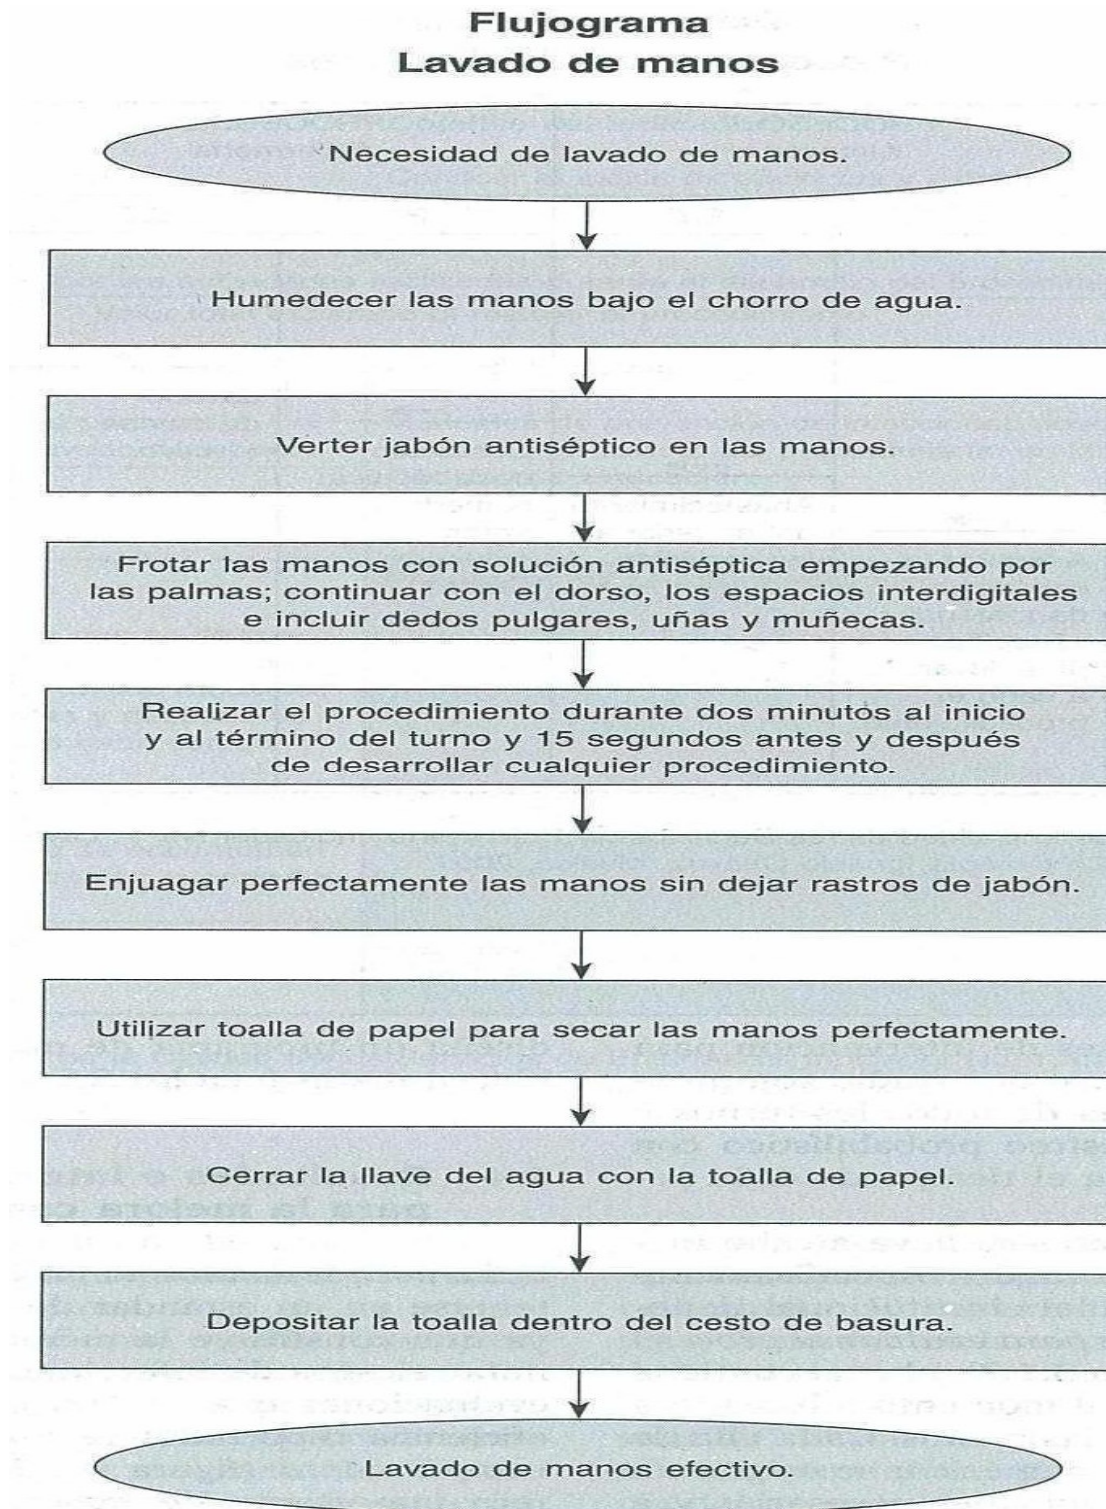 Flujograma
Lavado de manos
Necesidad de lavado de manos.
Humedecer las manos bajo el chorro de agua.
Verter jabón antiséptico en las manos.
Frotar las manos con solución antiséptica empezando por
las palmas; continuar con el dorso, los espacios interdigitales
e incluir dedos pulgares, uñas y muñecas.
Realizar el procedimiento durante dos minutos al inicio
y al término del turno y 15 segundos antes y después
de desarrollar cualquier procedimiento.
Enjuagar perfectamente las manos sin dejar rastros de jabón.
Utilizar toalla de papel para secar las manos perfectamente.
Cerrar la llave del agua con la toalla de papel.
Depositar la toalla dentro del cesto de basura.
Lavado de manos efectivo.